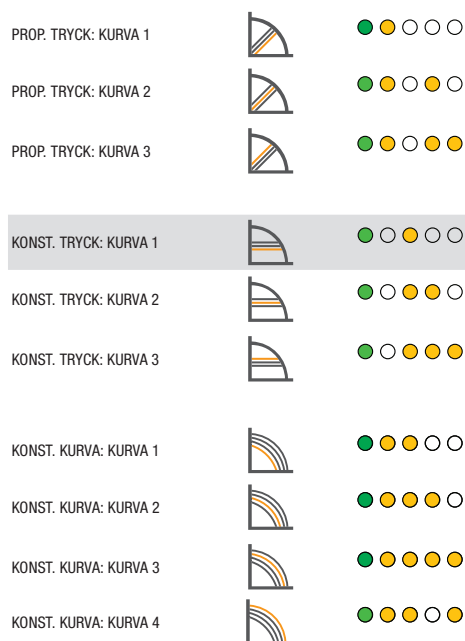 PROP. TRYCK: KURVA 1
PROP. TRYCK: KURVA 2
PROP. TRYCK: KURVA 3
KONST. TRYCK: KURVA 1
KONST. TRYCK: KURVA 2
KONST. TRYCK: KURVA 3
KONST. KURVA: KURVA 1
KONST. KURVA: KURVA 2
KONST. KURVA: KURVA 3
KONST. KURVA: KURVA 4